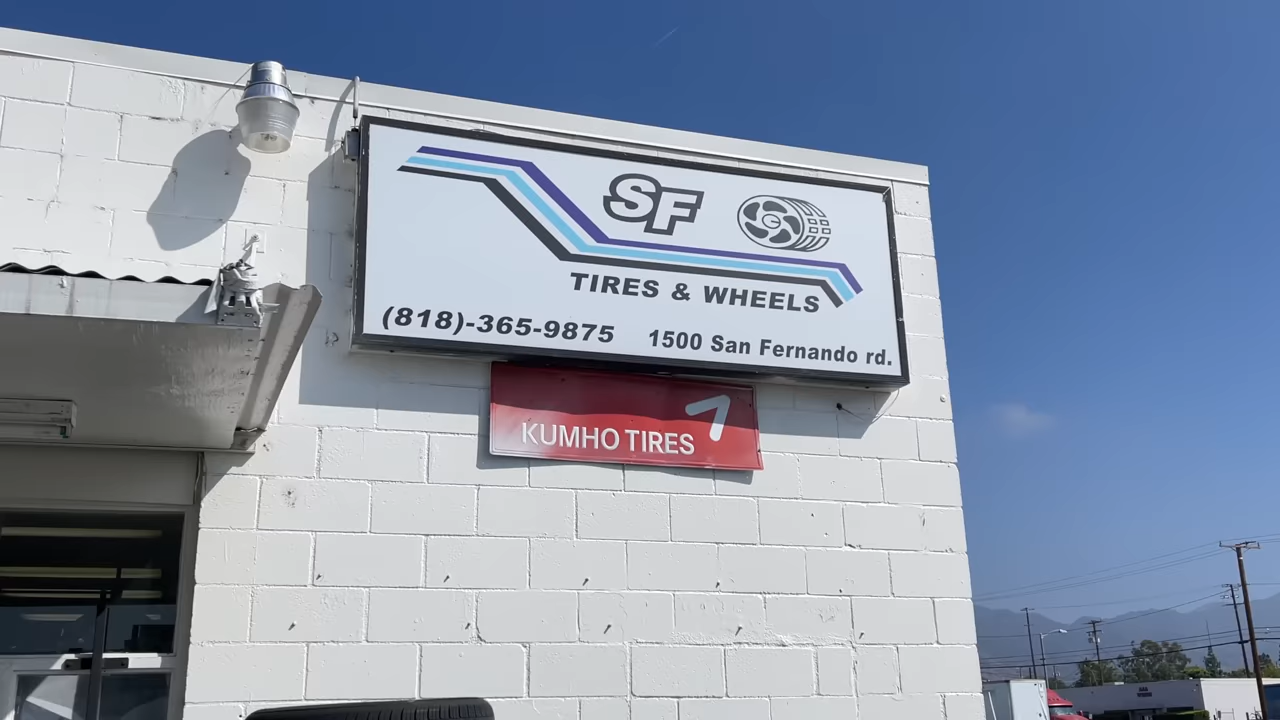 SF
TIRES & WHEELS
(818)-365-9875 1500 San Fernando rd.
KUMHO TIRES